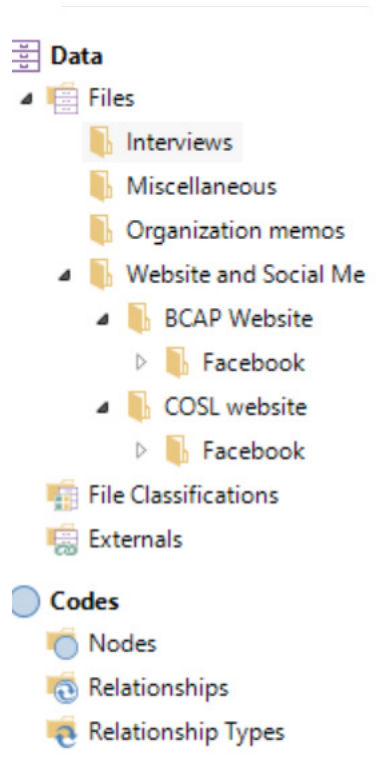 Data
Files
Interviews
Miscellaneous
Organization memos
Website and Social Me
BCAP Website
Facebook
COSL website
Facebook
File Classifications
Externals
Codes
Nodes
Relationships
Relationship Types